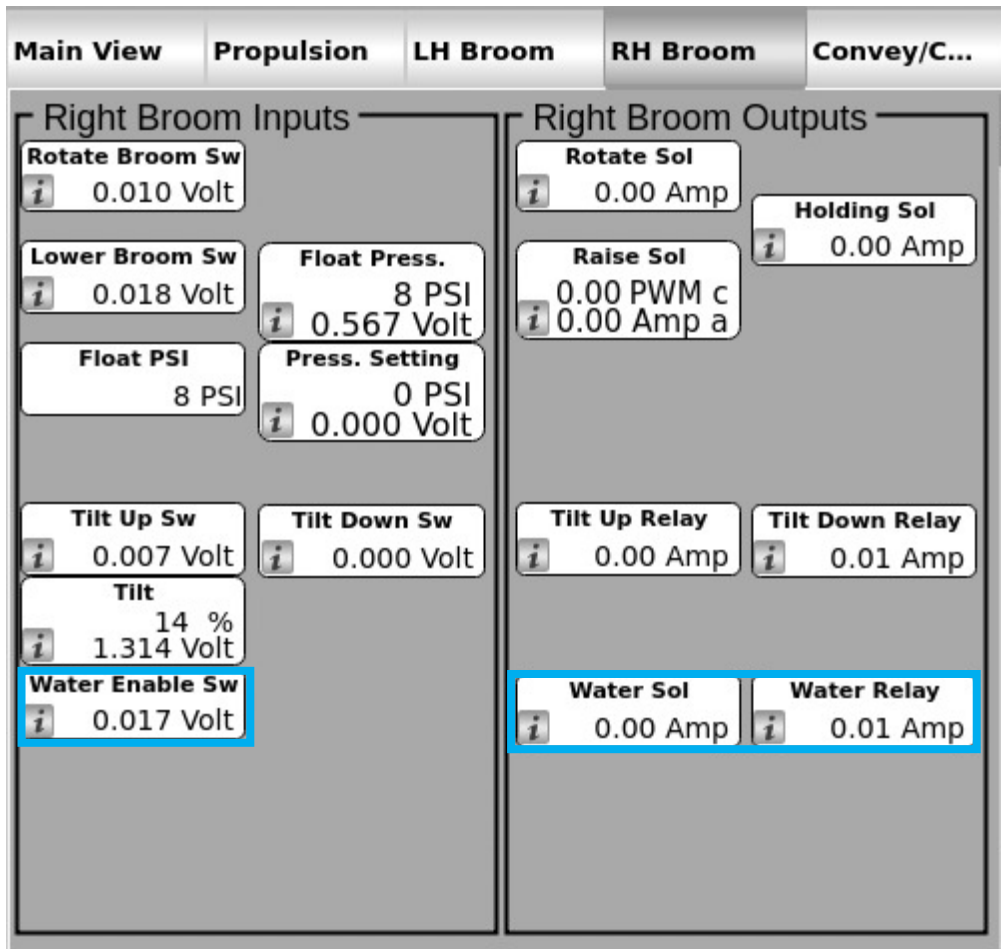 Main View Propulsion LH Broom RH Broom Convey/C...
Right Broom Inputs
Rotate Broom Sw
i 0.010 Volt
Lower Broom Sw
i 0.018 Volt
Float Press.
8 PSI
i 0.567 Volt
Float PSI
8 PSI
Press. Setting
0 PSI
i 0.000 Volt
Tilt Up Sw
i 0.007 Volt
Tilt Down Sw
i 0.000 Volt
Tilt
14 %
i 1.314 Volt
Water Enable Sw
i 0.017 Volt
Right Broom Outputs
Rotate Sol
i 0.00 Amp
Holding Sol
i 0.00 Amp
Raise Sol
0.00 PWM c
i 0.00 Amp a
Tilt Up Relay
i 0.00 Amp
Tilt Down Relay
i 0.01 Amp
Water Sol
i 0.00 Amp
Water Relay
i 0.01 Amp